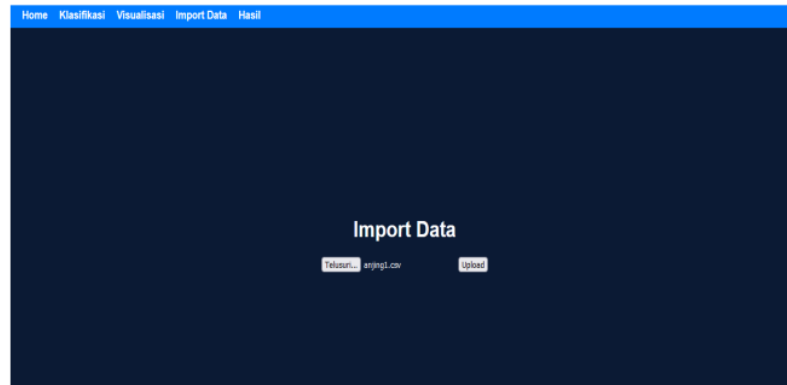 Home Klasifikasi Visualisasi Import Data Hasil
Import Data
Telusuri... anjing1.csv Upload